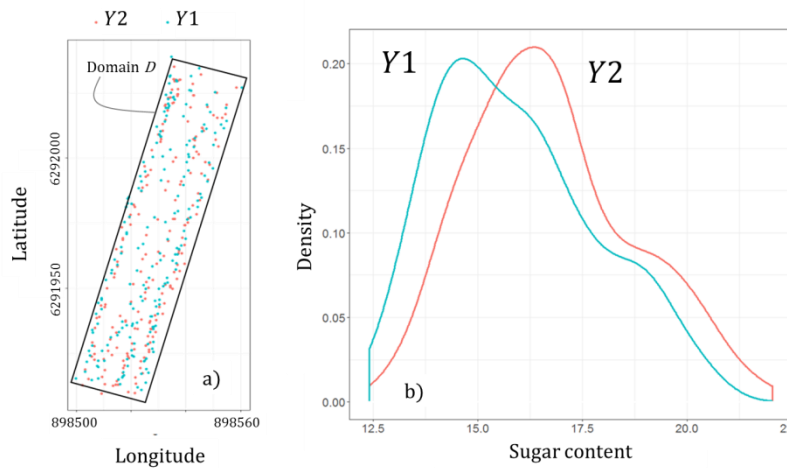 Y2 Y1
Domain D
Latitude
6292000
6291950
a)
898500 898560
Longitude
Y1
Y2
Density
0.20
0.15
0.10
0.05
0.00
b)
12.5 15.0 17.5 20.0 22
Sugar content